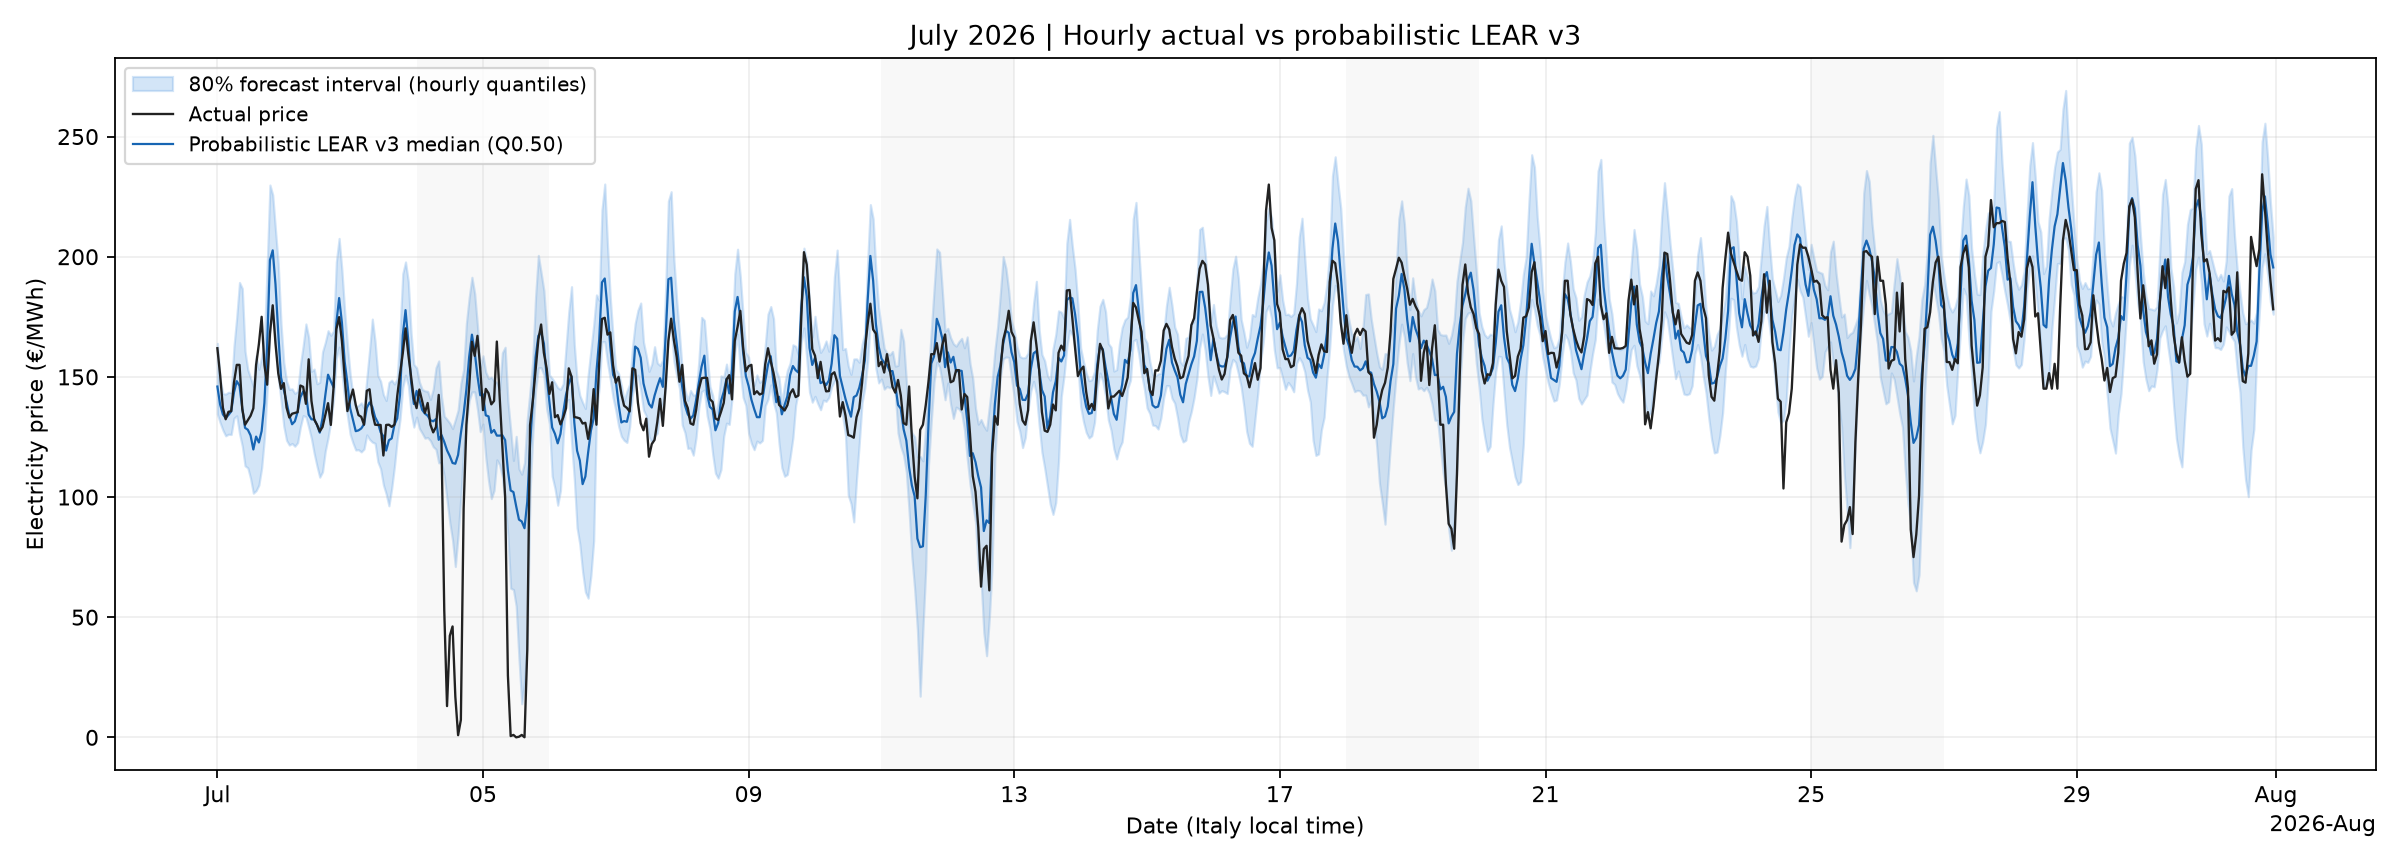 July 2026 | Hourly actual vs probabilistic LEAR v3
80% forecast interval (hourly quantiles)
Actual price
Probabilistic LEAR v3 median (Q0.50)
Electricity price (€/MWh)
250
200
150
100
50
0
Jul 05 09 13 17 21 25 29 Aug
2026-Aug
Date (Italy local time)